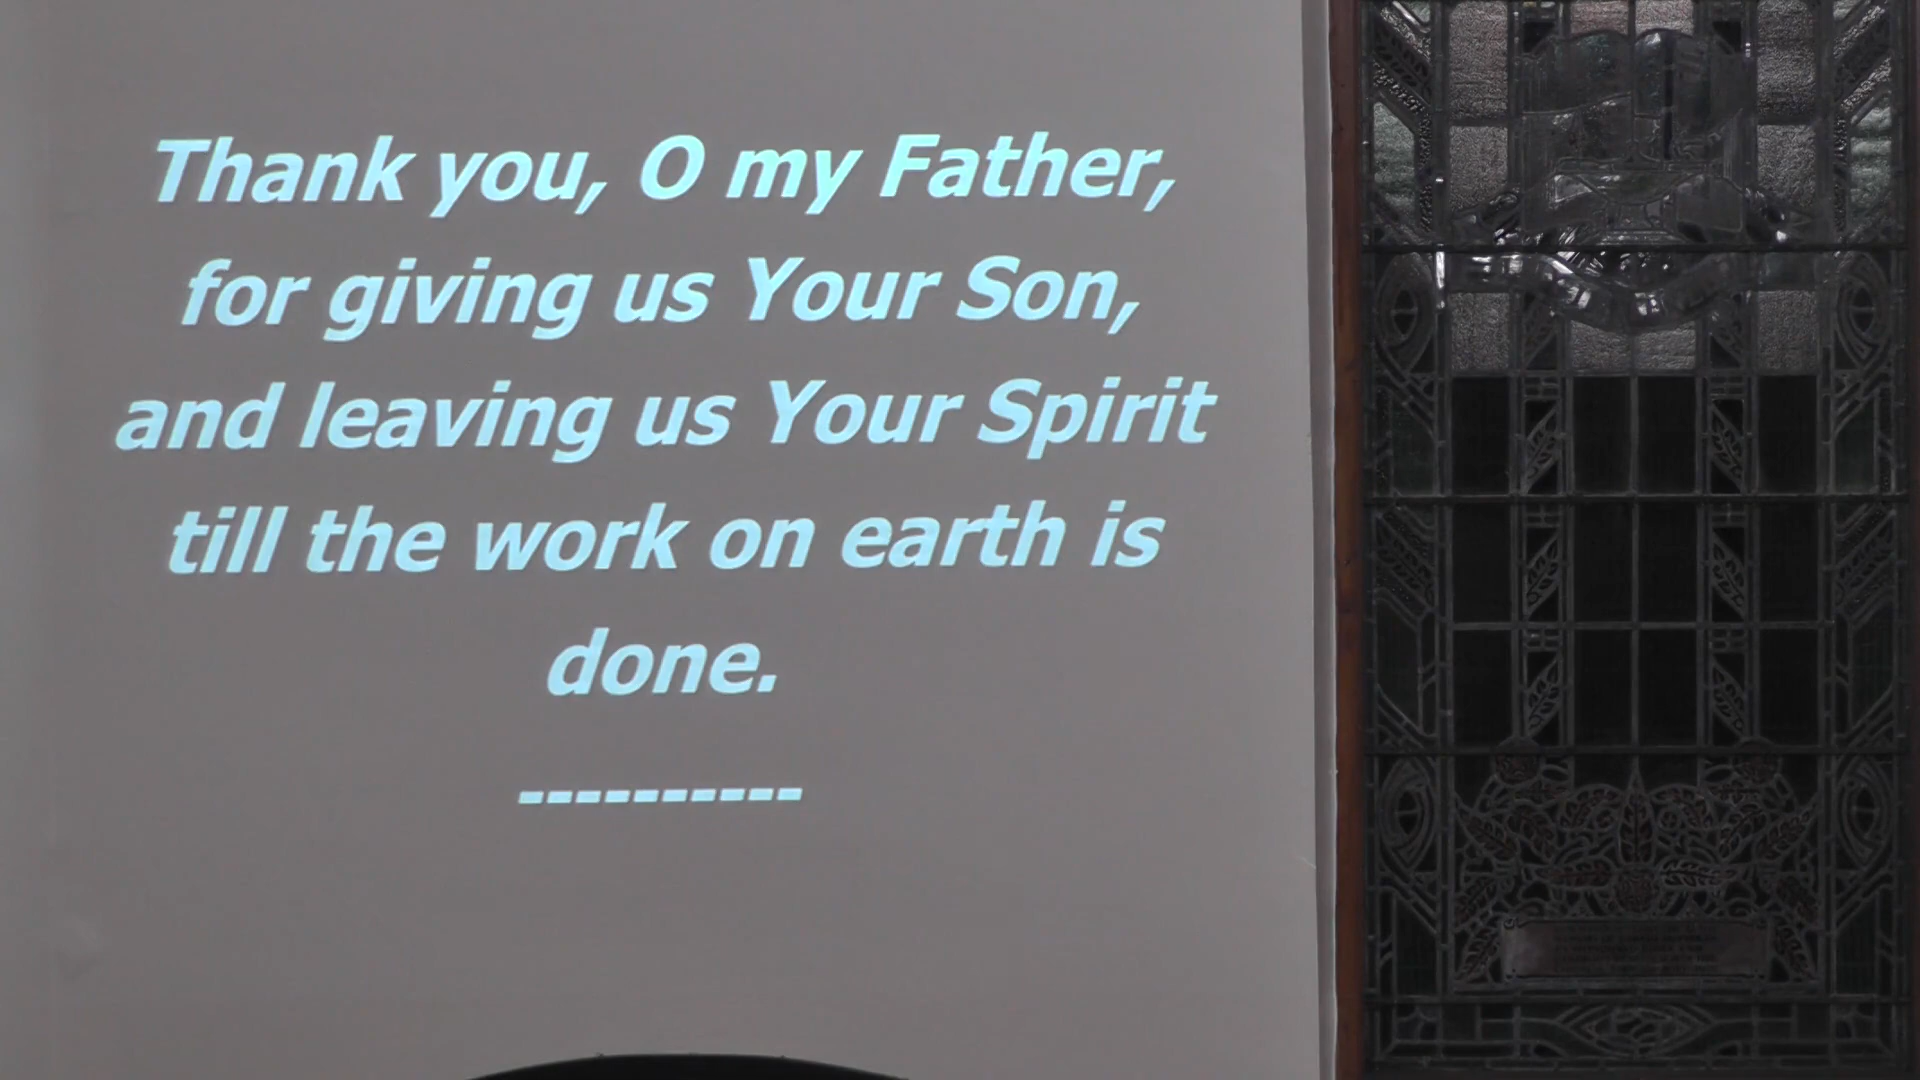 Thank you, O my Father,
for giving us Your Son,
and leaving us Your Spirit
till the work on earth is
done.
----------